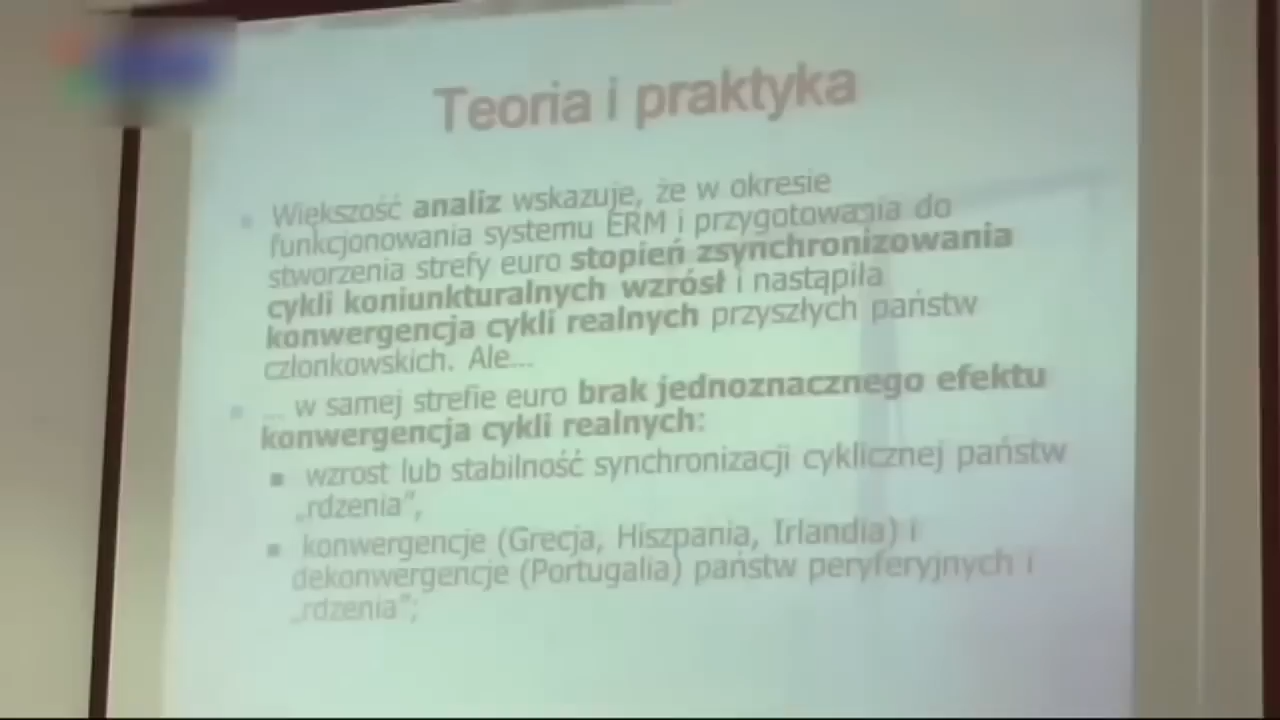 Teoria i praktyka
Większość analiz wskazuje, że w okresie
funkcjonowania systemu ERM i przygotowania do
stworzenia strefy euro stopień zsynchronizowania
cykli koniunkturalnych wzrósł i nastąpiła
konwergencja cykli realnych przyszłych państw
członkowskich. Ale...
... w samej strefie euro brak jednoznacznego efektu
konwergencja cykli realnych:
wzrost lub stabilność synchronizacji cyklicznej państw
„rdzenia”,
konwergencje (Grecja, Hiszpania, Irlandia) i
dekonwergencje (Portugalia) państw peryferyjnych i
„rdzenia”;